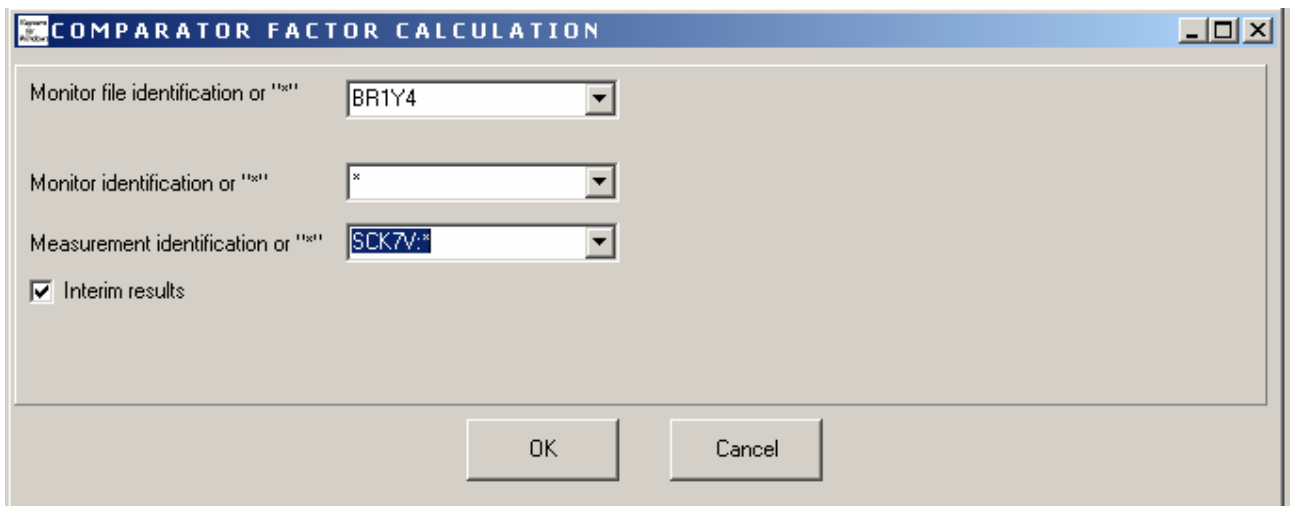 COMPARATOR FACTOR CALCULATION
Monitor file identification or "*" BR1Y4
Monitor identification or "*" *
Measurement identification or "*" SCK7V:*
Interim results
OK Cancel